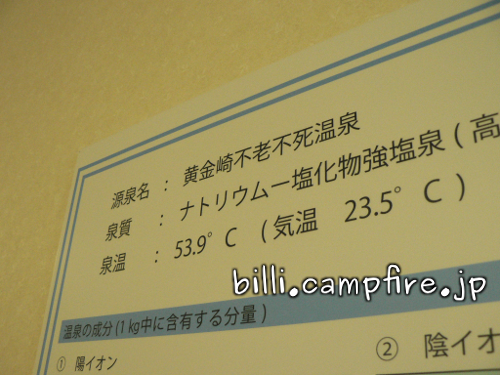 源泉名 : 黄金崎不老不死温泉
泉質 : ナトリウムー塩化物強塩泉 ( 高
泉温 : 53.9°C ( 気温 23.5°C )
billi.campfire.jp
温泉の成分 (1 kg中に含有する分量 )
① 陽イオン
② 陰イオ